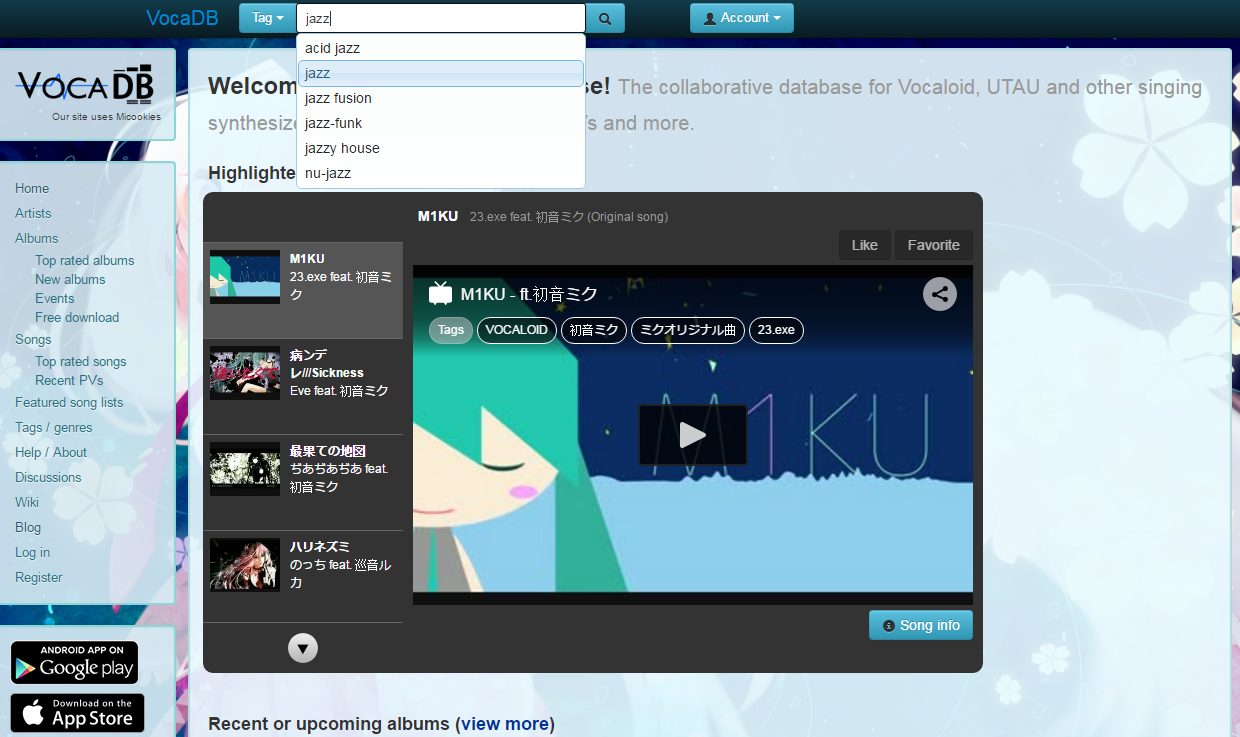 VocaDB
Tag
jazz
Account
acid jazz
jazz
jazz fusion
jazz-funk
jazzy house
nu-jazz
VOCADB
Our site uses Micookies
Home
Artists
Albums
Top rated albums
New albums
Events
Free download
Songs
Top rated songs
Recent PVs
Featured song lists
Tags / genres
Help / About
Discussions
Wiki
Blog
Log in
Register
ANDROID APP ON
Google play
Download on the
App Store
Welcom se! The collaborative database for Vocaloid, UTAU and other singing
synthesize 's and more.
Highlighte
M1KU 23.exe feat. 初音ミク (Original song)
Like Favorite
M1KU
23.exe feat. 初音ミ
ク
病ンデ
レ///Sickness
Eve feat. 初音ミク
最果ての地図
ぢあぢあぢあ feat.
初音ミク
ハリネズミ
のっち feat. 巡音ル
カ
M1KU - ft.初音ミク
Tags VOCALOID 初音ミク ミクオリジナル曲 23.exe
M1KU
Song info
Recent or upcoming albums (view more)